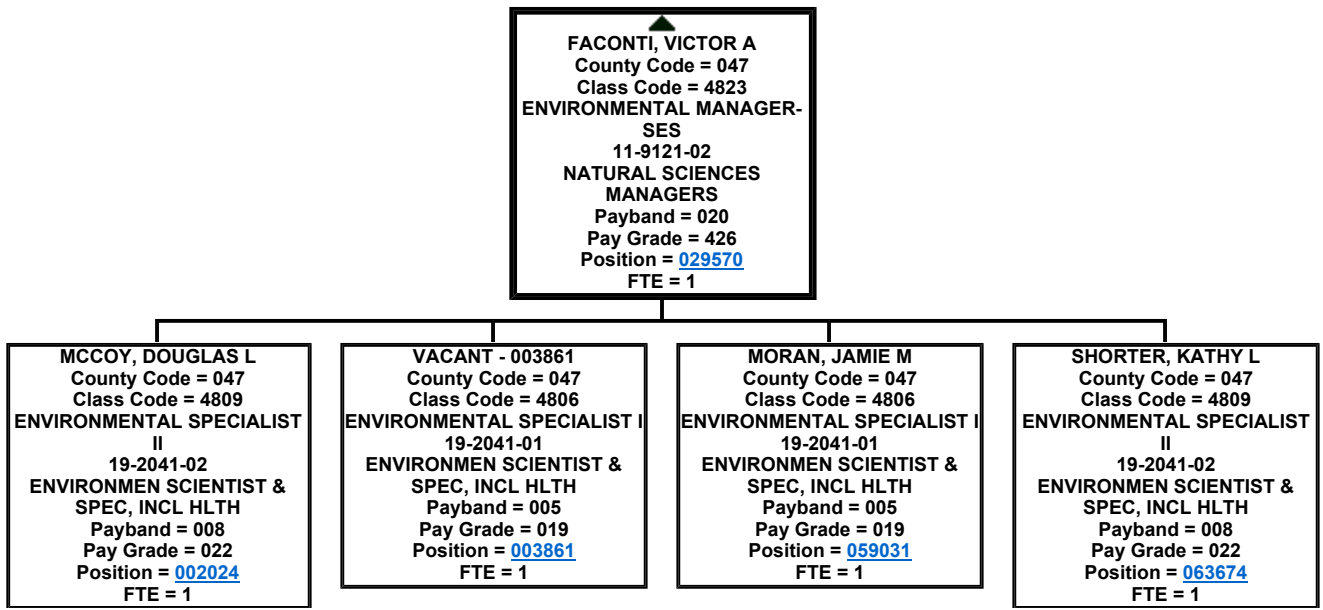 FACONTI, VICTOR A
County Code = 047
Class Code = 4823
ENVIRONMENTAL MANAGER-
SES
11-9121-02
NATURAL SCIENCES
MANAGERS
Payband = 020
Pay Grade = 426
Position = 029570
FTE = 1
MCCOY, DOUGLAS L
County Code = 047
Class Code = 4809
ENVIRONMENTAL SPECIALIST
II
19-2041-02
ENVIRONMEN SCIENTIST &
SPEC, INCL HLTH
Payband = 008
Pay Grade = 022
Position = 002024
FTE = 1
VACANT - 003861
County Code = 047
Class Code = 4806
ENVIRONMENTAL SPECIALIST I
19-2041-01
ENVIRONMEN SCIENTIST &
SPEC, INCL HLTH
Payband = 005
Pay Grade = 019
Position = 003861
FTE = 1
MORAN, JAMIE M
County Code = 047
Class Code = 4806
ENVIRONMENTAL SPECIALIST I
19-2041-01
ENVIRONMEN SCIENTIST &
SPEC, INCL HLTH
Payband = 005
Pay Grade = 019
Position = 059031
FTE = 1
SHORTER, KATHY L
County Code = 047
Class Code = 4809
ENVIRONMENTAL SPECIALIST
II
19-2041-02
ENVIRONMEN SCIENTIST &
SPEC, INCL HLTH
Payband = 008
Pay Grade = 022
Position = 063674
FTE = 1